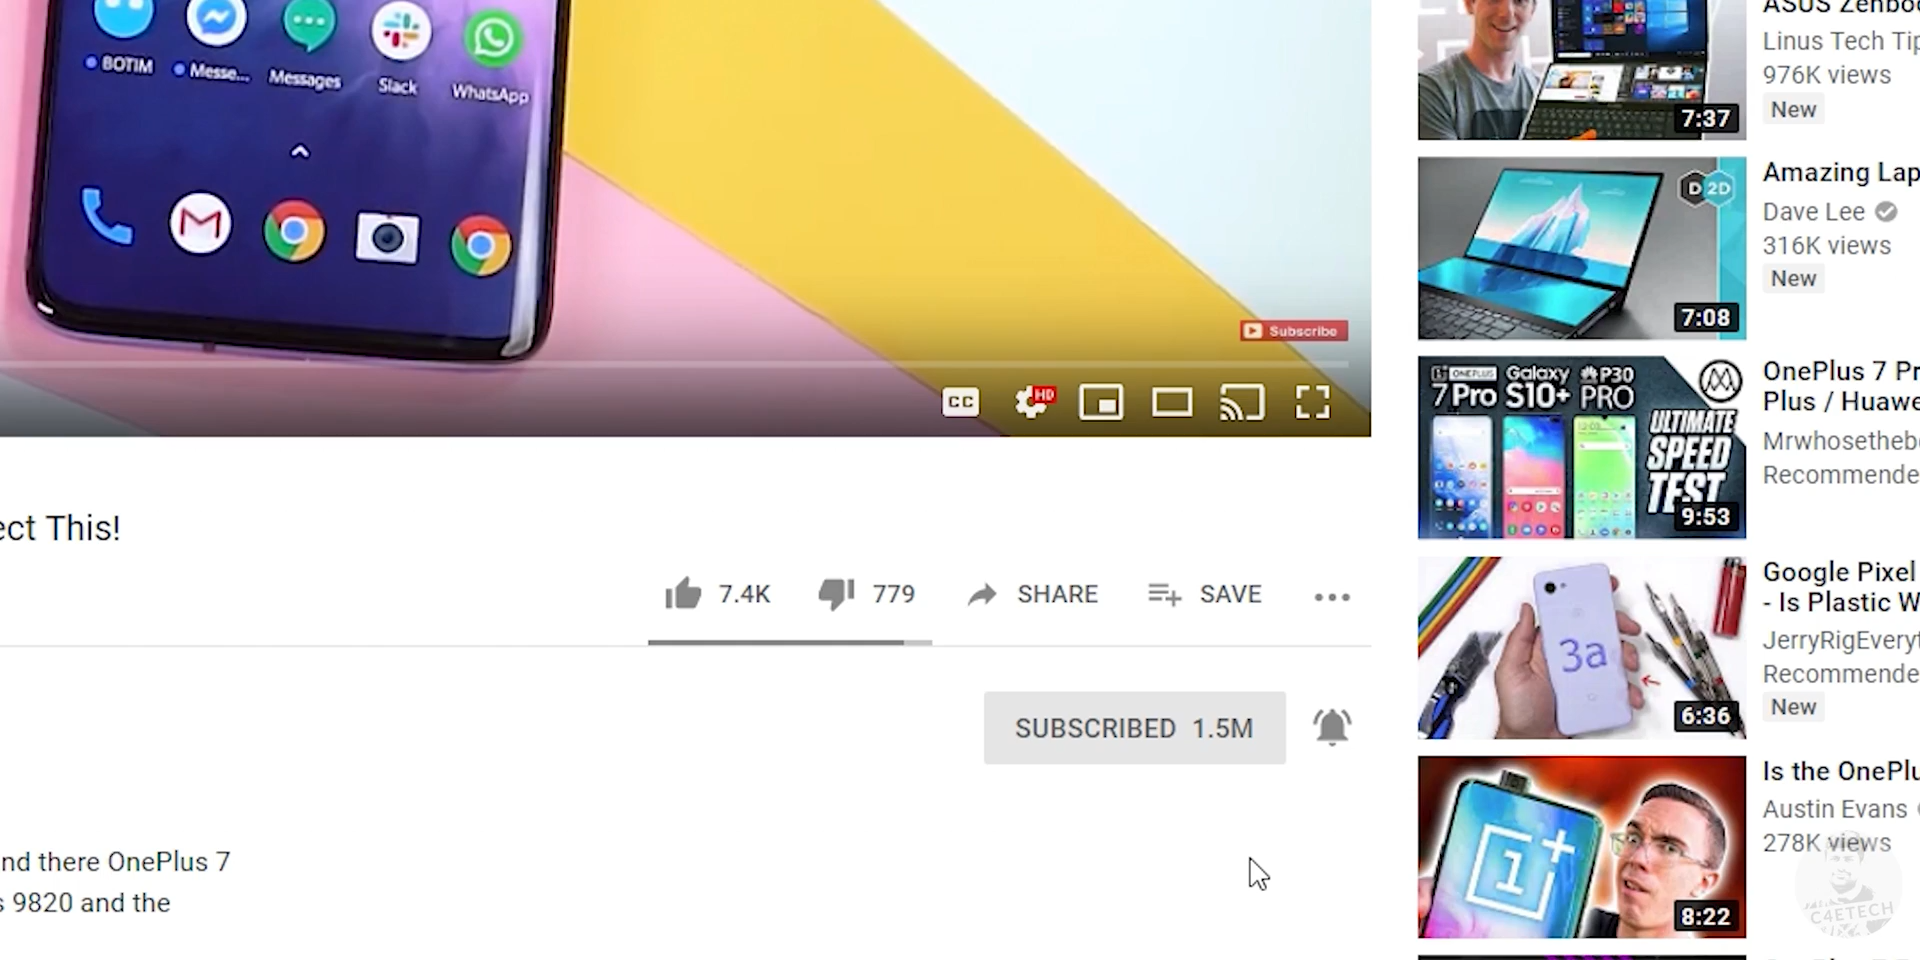 BOTIM
Messe...
Messages
Slack
WhatsApp
Subscribe
CC
HD
ect This!
7.4K
779
SHARE
SAVE
SUBSCRIBED 1.5M
nd there OnePlus 7
s 9820 and the
ASUS Zenboo
Linus Tech Tip
976K views
New
7:37
D2D
7:08
Amazing Lap
Dave Lee
316K views
New
ONEPLUS
7 Pro
Galaxy
S10+
P30
PRO
ULTIMATE
SPEED
TEST
9:53
OnePlus 7 Pr
Plus / Huawe
Mrwhosethebo
Recommende
3a
6:36
Google Pixel
- Is Plastic W
JerryRigEveryt
Recommende
New
1+
8:22
Is the OnePlu
Austin Evans
278K views
C4ETECH